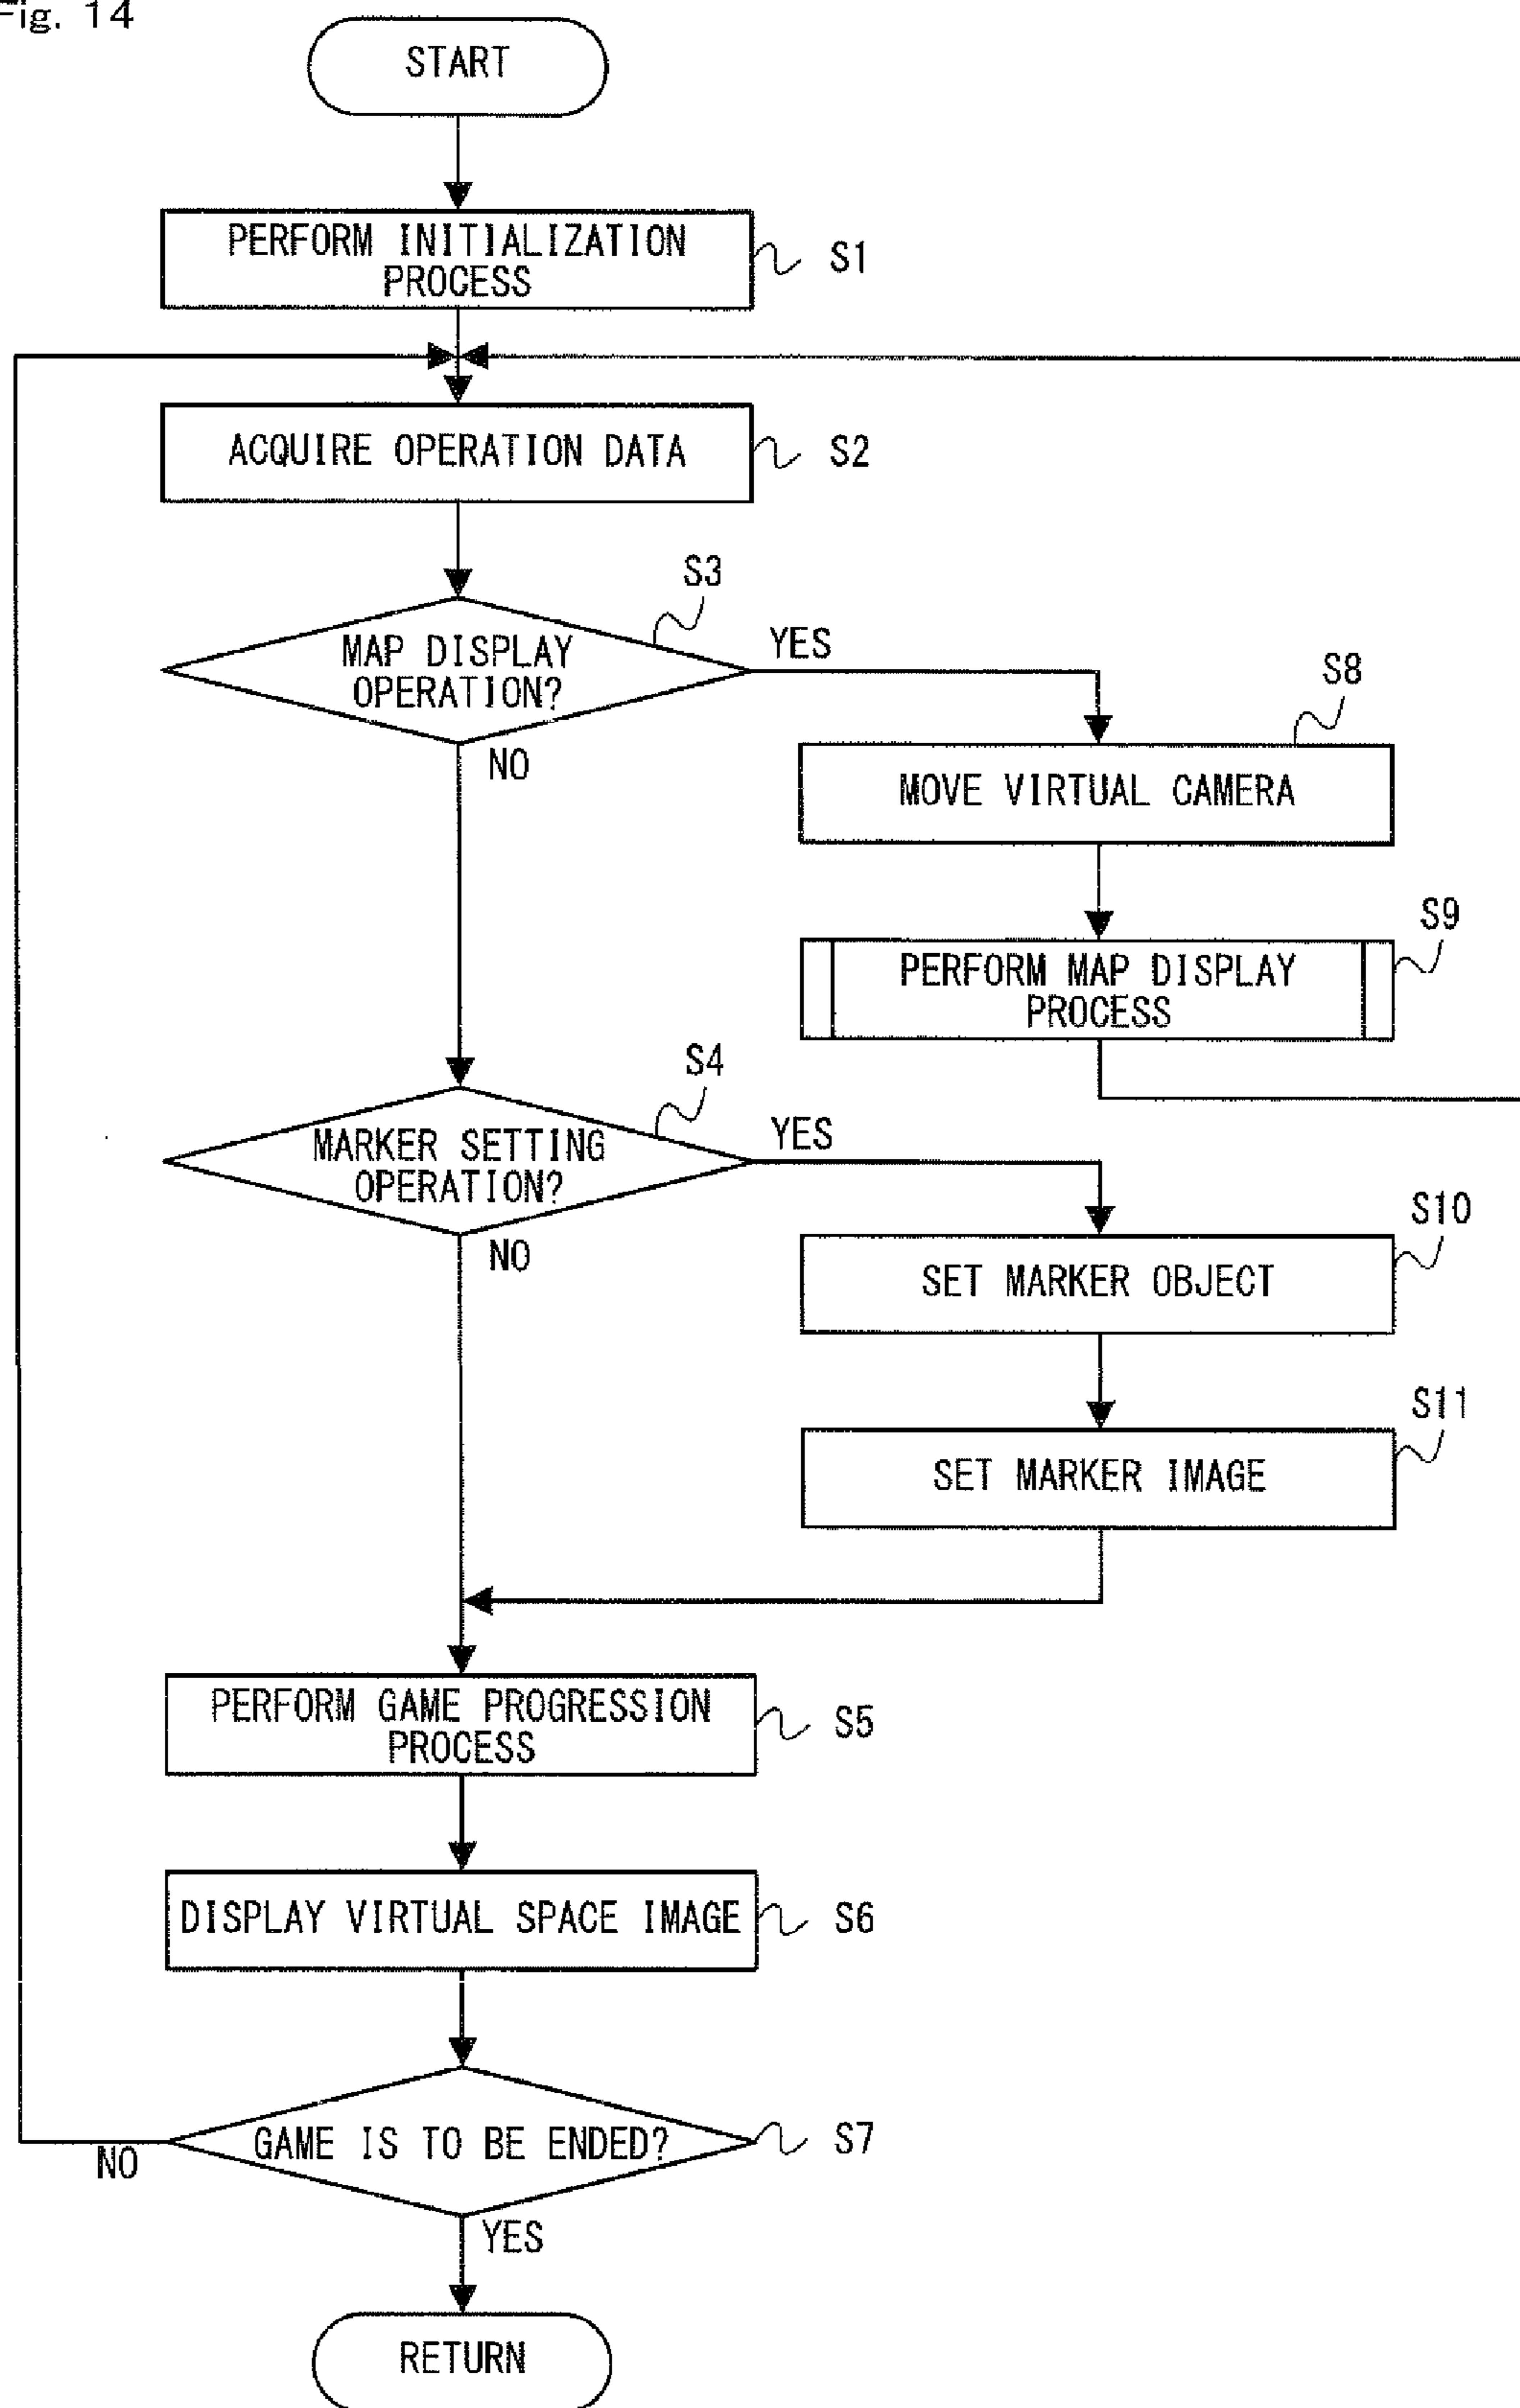 Fig. 14
START
PERFORM INITIALIZATION
PROCESS
S1
ACQUIRE OPERATION DATA
S2
S3
MAP DISPLAY
OPERATION?
YES
NO
S8
MOVE VIRTUAL CAMERA
S9
PERFORM MAP DISPLAY
PROCESS
S4
MARKER SETTING
OPERATION?
YES
NO
S10
SET MARKER OBJECT
S11
SET MARKER IMAGE
PERFORM GAME PROGRESSION
PROCESS
S5
DISPLAY VIRTUAL SPACE IMAGE
S6
GAME IS TO BE ENDED?
S7
NO
YES
RETURN